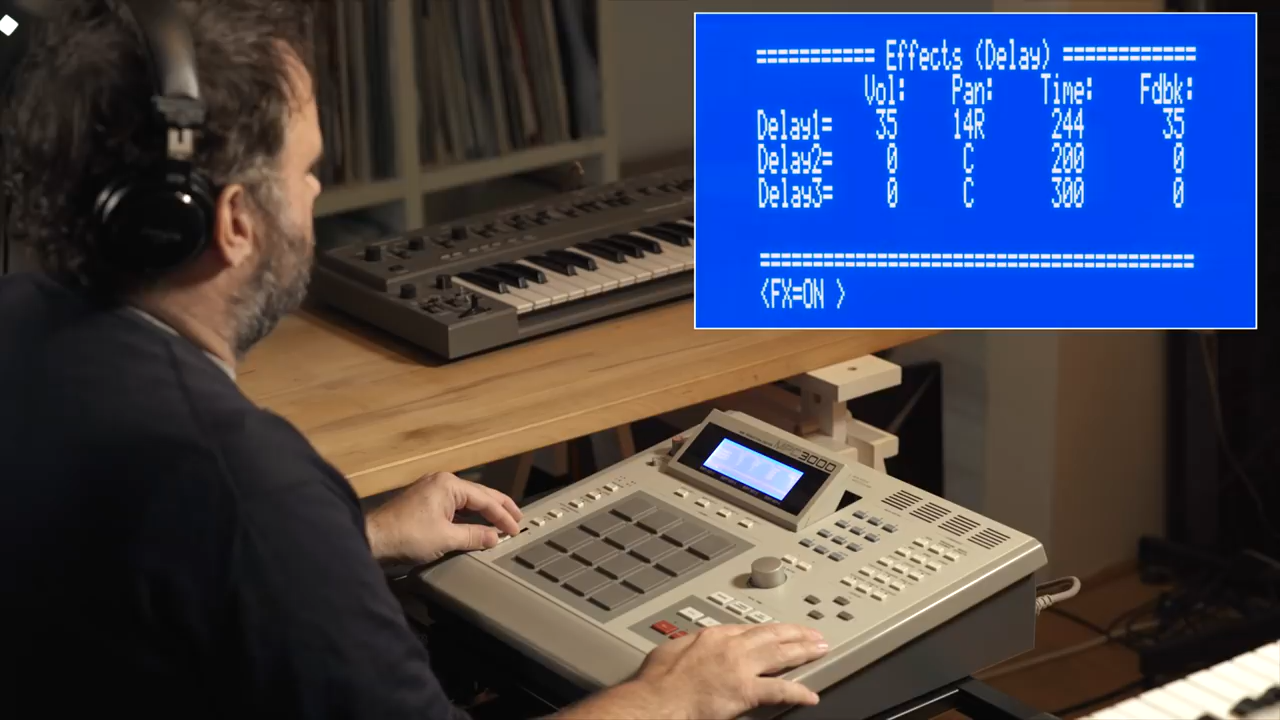 =========== Effects (Delay) ============
Vol: Pan: Time: Fdbk:
Delay1= 35 14R 244 35
Delay2= 0 C 200 0
Delay3= 0 C 300 0
========================================
<FX=ON >
MPC3000